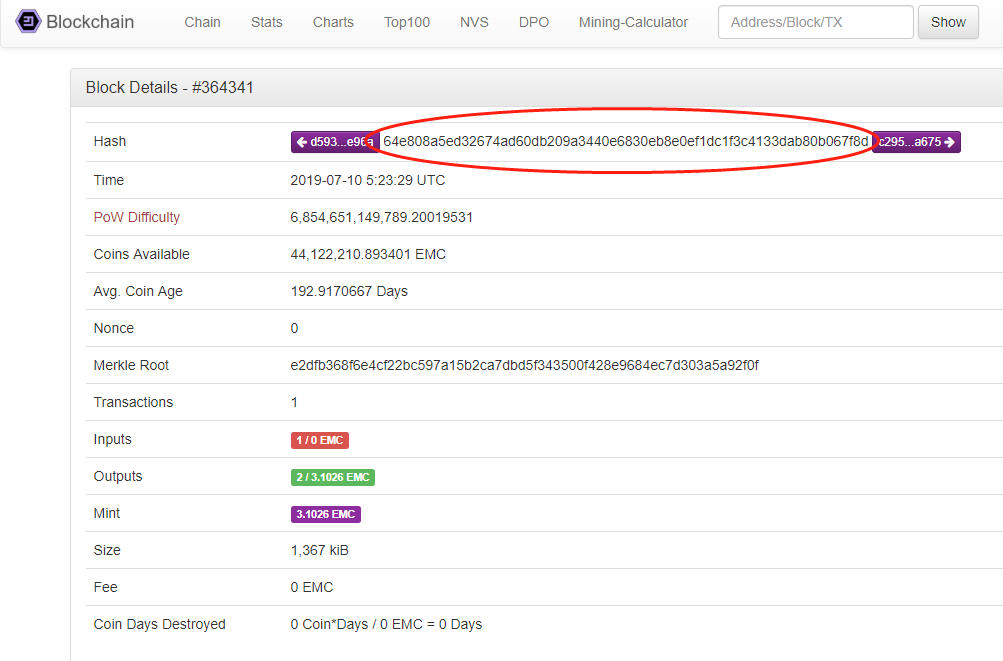 Blockchain Chain Stats Charts Top100 NVS DPO Mining-Calculator Address/Block/TX Show
Block Details - #364341
Hash d593...e96a 64e808a5ed32674ad60db209a3440e6830eb8e0ef1dc1f3c4133dab80b067f8d c295...a675
Time 2019-07-10 5:23:29 UTC
PoW Difficulty 6,854,651,149,789.20019531
Coins Available 44,122,210.893401 EMC
Avg. Coin Age 192.9170667 Days
Nonce 0
Merkle Root e2dfb368f6e4cf22bc597a15b2ca7dbd5f343500f428e9684ec7d303a5a92f0f
Transactions 1
Inputs 1 / 0 EMC
Outputs 2 / 3.1026 EMC
Mint 3.1026 EMC
Size 1,367 kiB
Fee 0 EMC
Coin Days Destroyed 0 Coin*Days / 0 EMC = 0 Days